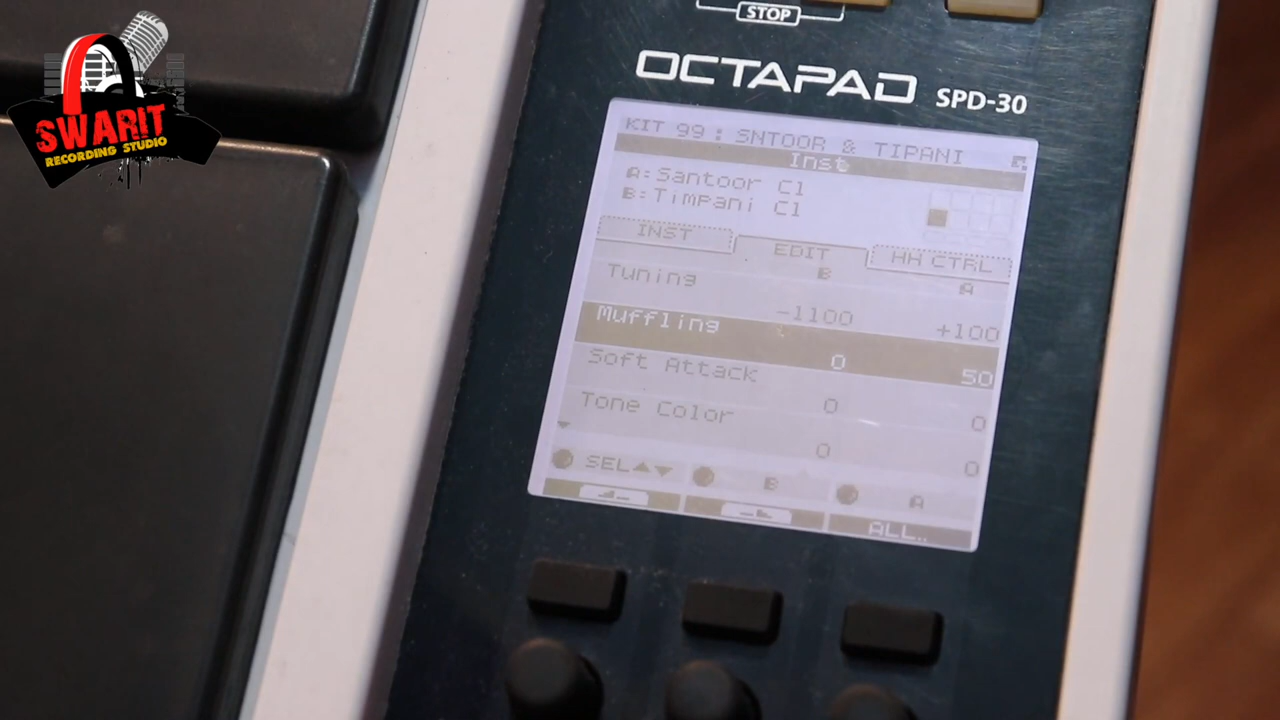 SWARIT
RECORDING STUDIO
STOP
OCTAPAD SPD-30
KIT 99: SNTOOR & TIPANI
Inst
A:Santoor C1
B:Timpani C1
INST EDIT HH CTRL
B A
Tuning -1100 +100
Muffling 0 50
Soft Attack 0 0
Tone Color 0 0
SEL▲▼ B A
ALL..